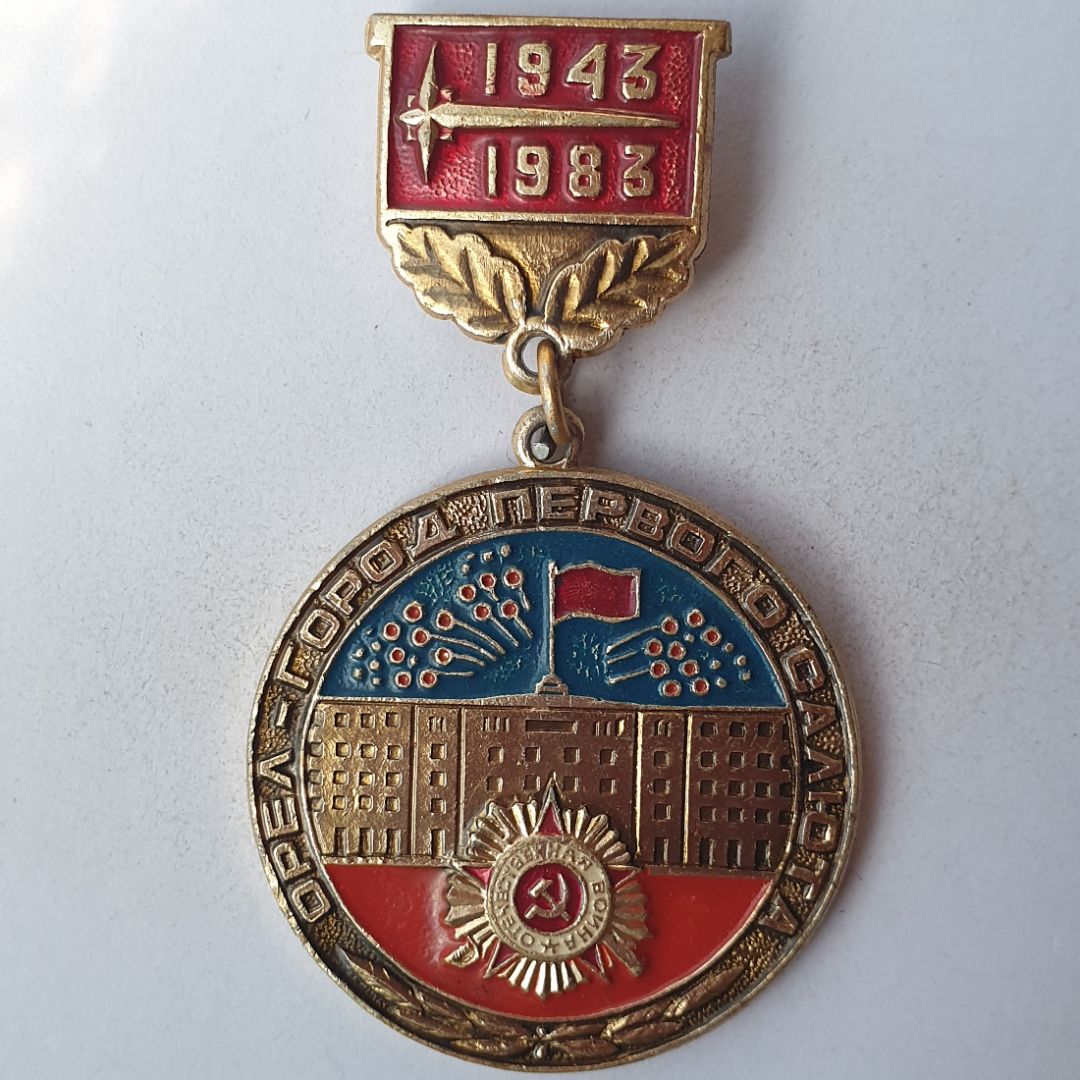 1943
1983
ОРЕЛ-ГОРОД ПЕРВОГО САЛЮТА
ОТЕЧЕСТВЕННАЯ ВОЙНА